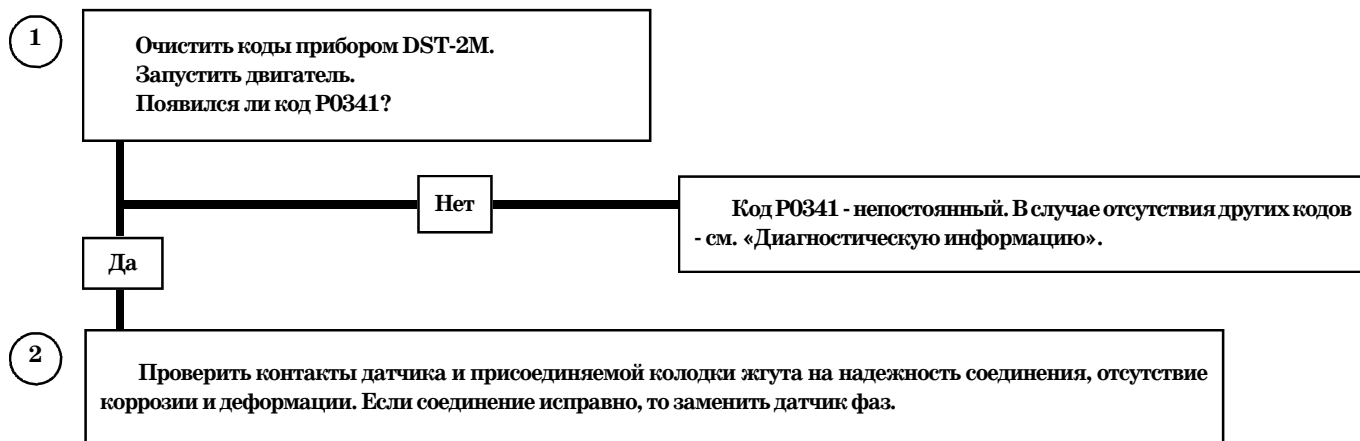 1
Очистить коды прибором DST-2M.
Запустить двигатель.
Появился ли код P0341?
Нет
Код P0341 - непостоянный. В случае отсутствия других кодов
- см. «Диагностическую информацию».
Да
2
Проверить контакты датчика и присоединяемой колодки жгута на надежность соединения, отсутствие
коррозии и деформации. Если соединение исправно, то заменить датчик фаз.